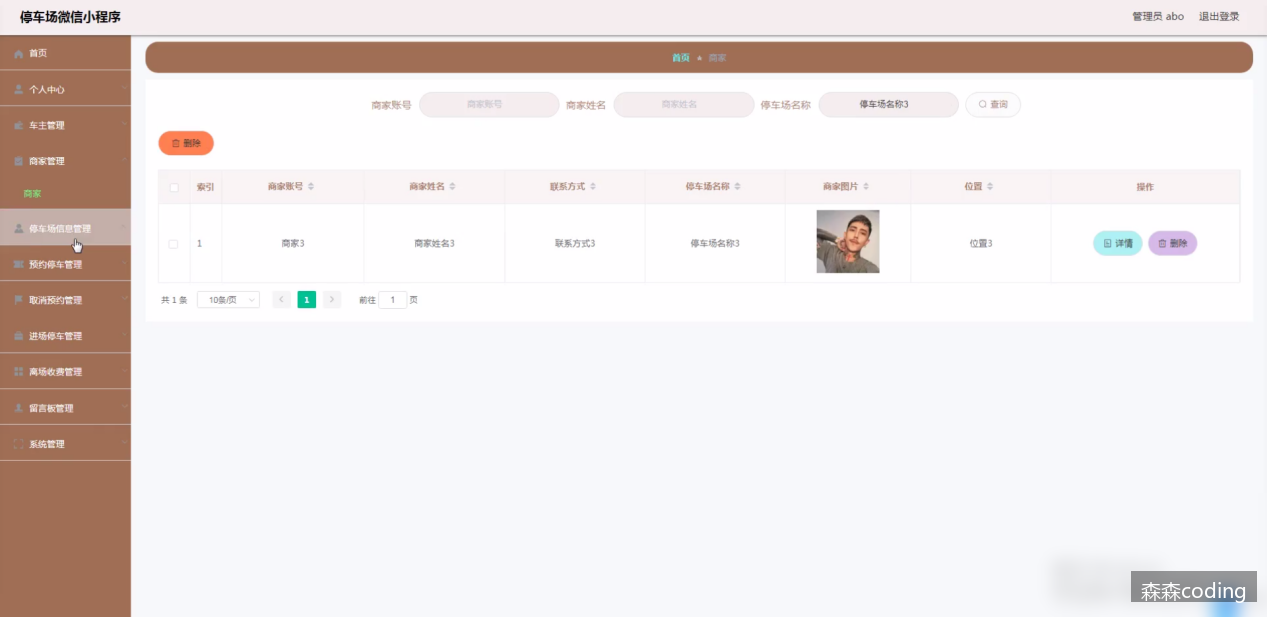 停车场微信小程序
管理员 abo 退出登录
首页
个人中心
车主管理
商家管理
商家
停车场信息管理
预约停车管理
取消预约管理
进场停车管理
离场收费管理
留言板管理
系统管理
首页 商家
商家账号 商家账号 商家姓名 商家姓名 停车场名称 停车场名称3 查询
删除
索引 商家账号 商家姓名 联系方式 停车场名称 商家图片 位置 操作
1 商家3 商家姓名3 联系方式3 停车场名称3 位置3 详情 删除
共 1 条 10条/页 1 前往 1 页
森森coding